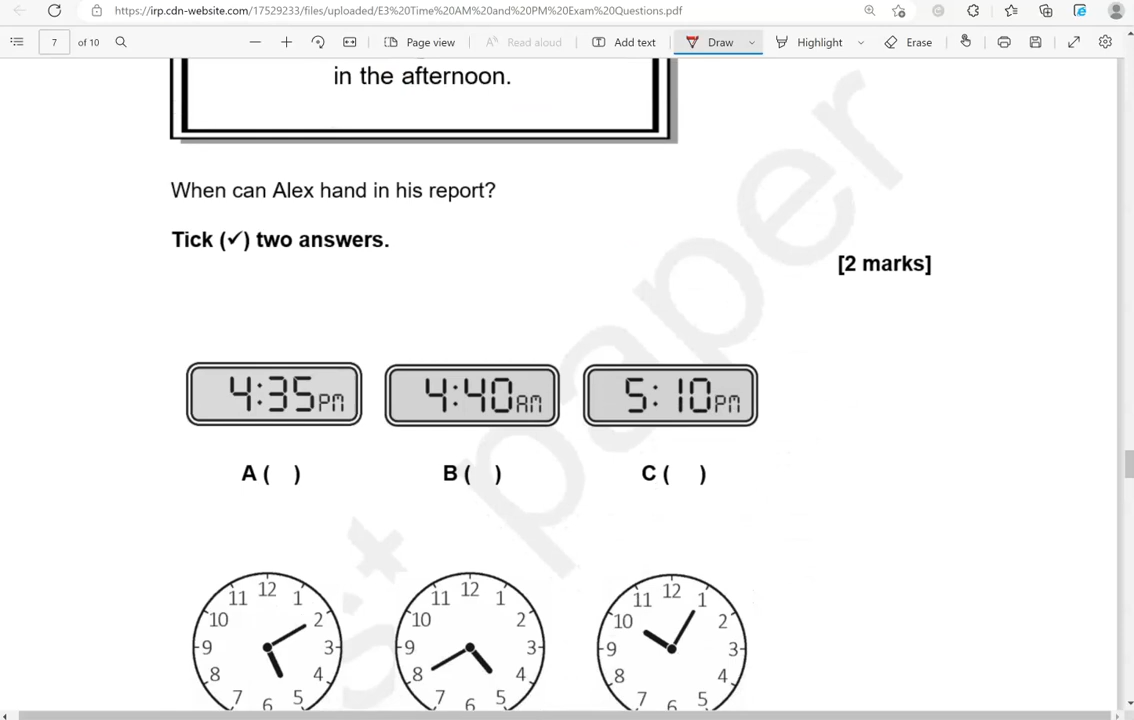 https://irp.cdn-website.com/17529233/files/uploaded/E3%20Time%20AM%20and%20PM%20Exam%20Questions.pdf
7 of 10 Page view Read aloud Add text Draw Highlight Erase
in the afternoon.
When can Alex hand in his report?
Tick (✓) two answers.
[2 marks]
4:35PM 4:40AM 5:10PM
A ( ) B ( ) C ( )
12 1 2 3 4 5 6 7 8 9 10 11
12 1 2 3 4 5 6 7 8 9 10 11
12 1 2 3 4 5 6 7 8 9 10 11
st paper